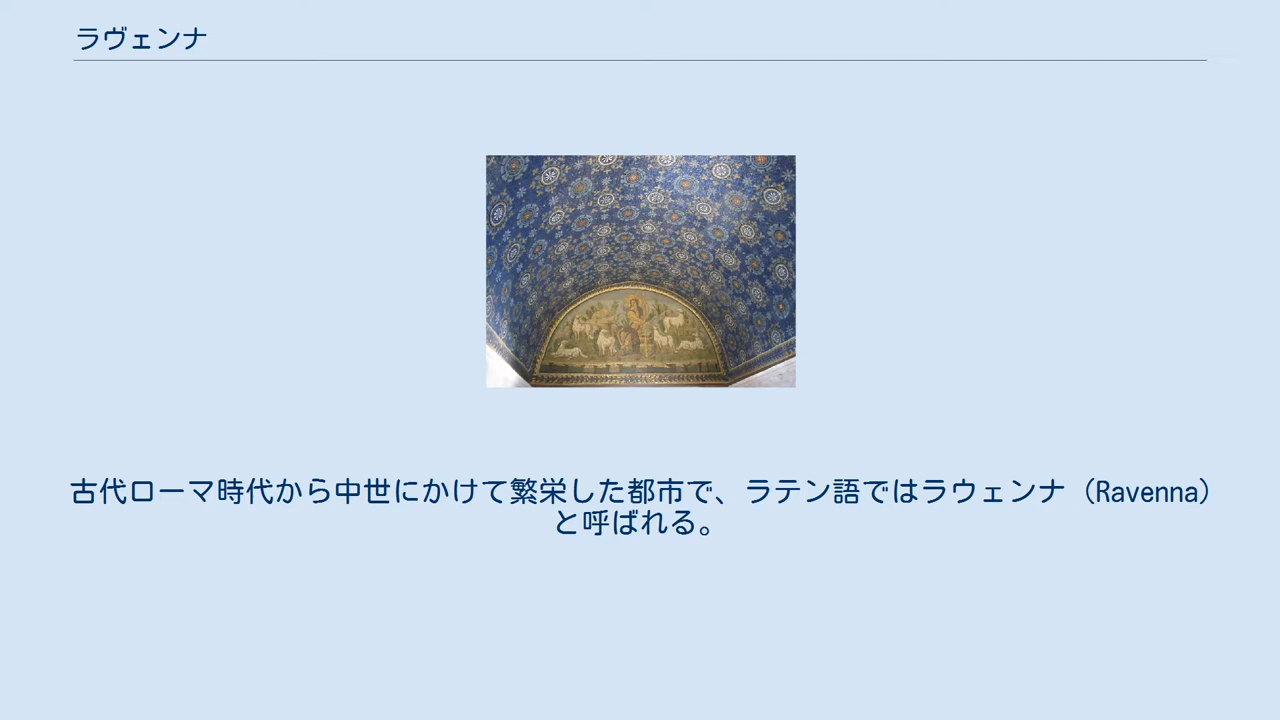 ラヴェンナ
古代ローマ時代から中世にかけて繁栄した都市で、ラテン語ではラウェンナ（Ravenna）
と呼ばれる。